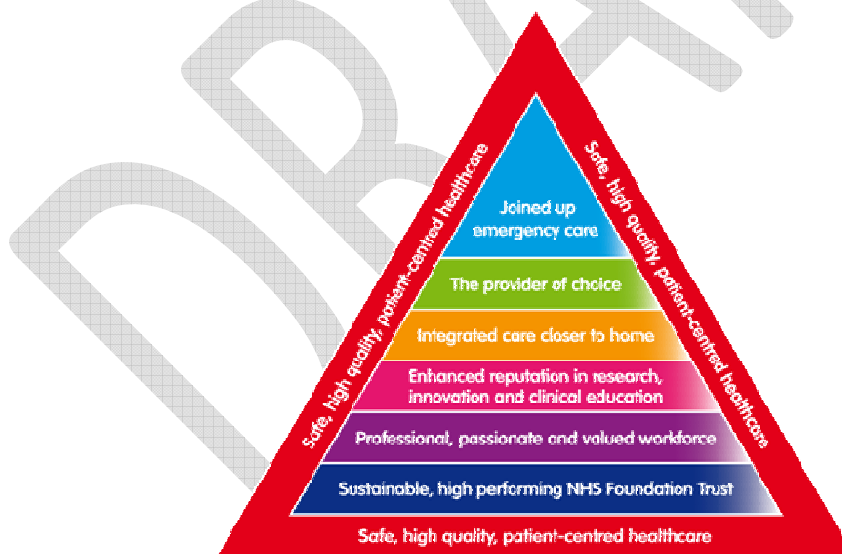 DRA
Safe, high quality, patient-centred healthcare
Safe, high quality, patient-centred healthcare
Joined up
emergency care
The provider of choice
Integrated care closer to home
Enhanced reputation in research,
innovation and clinical education
Professional, passionate and valued workforce
Sustainable, high performing NHS Foundation Trust
Safe, high quality, patient-centred healthcare